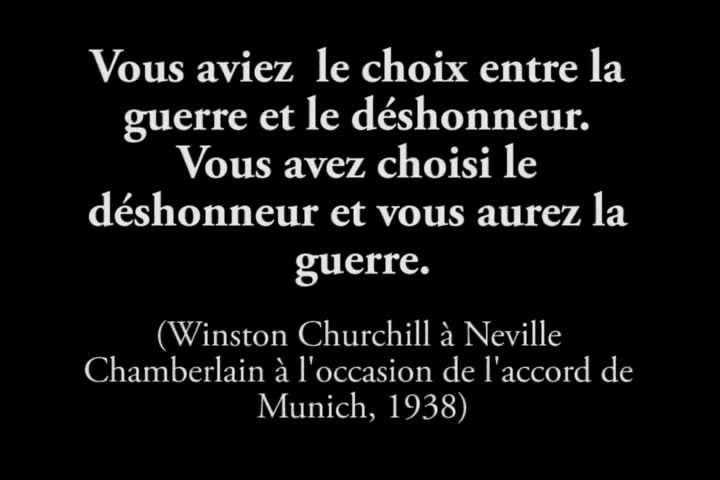 Vous aviez  le choix entre la
guerre et le déshonneur.
Vous avez choisi le
déshonneur et vous aurez la
guerre.
(Winston Churchill à Neville
Chamberlain à l'occasion de l'accord de
Munich, 1938)